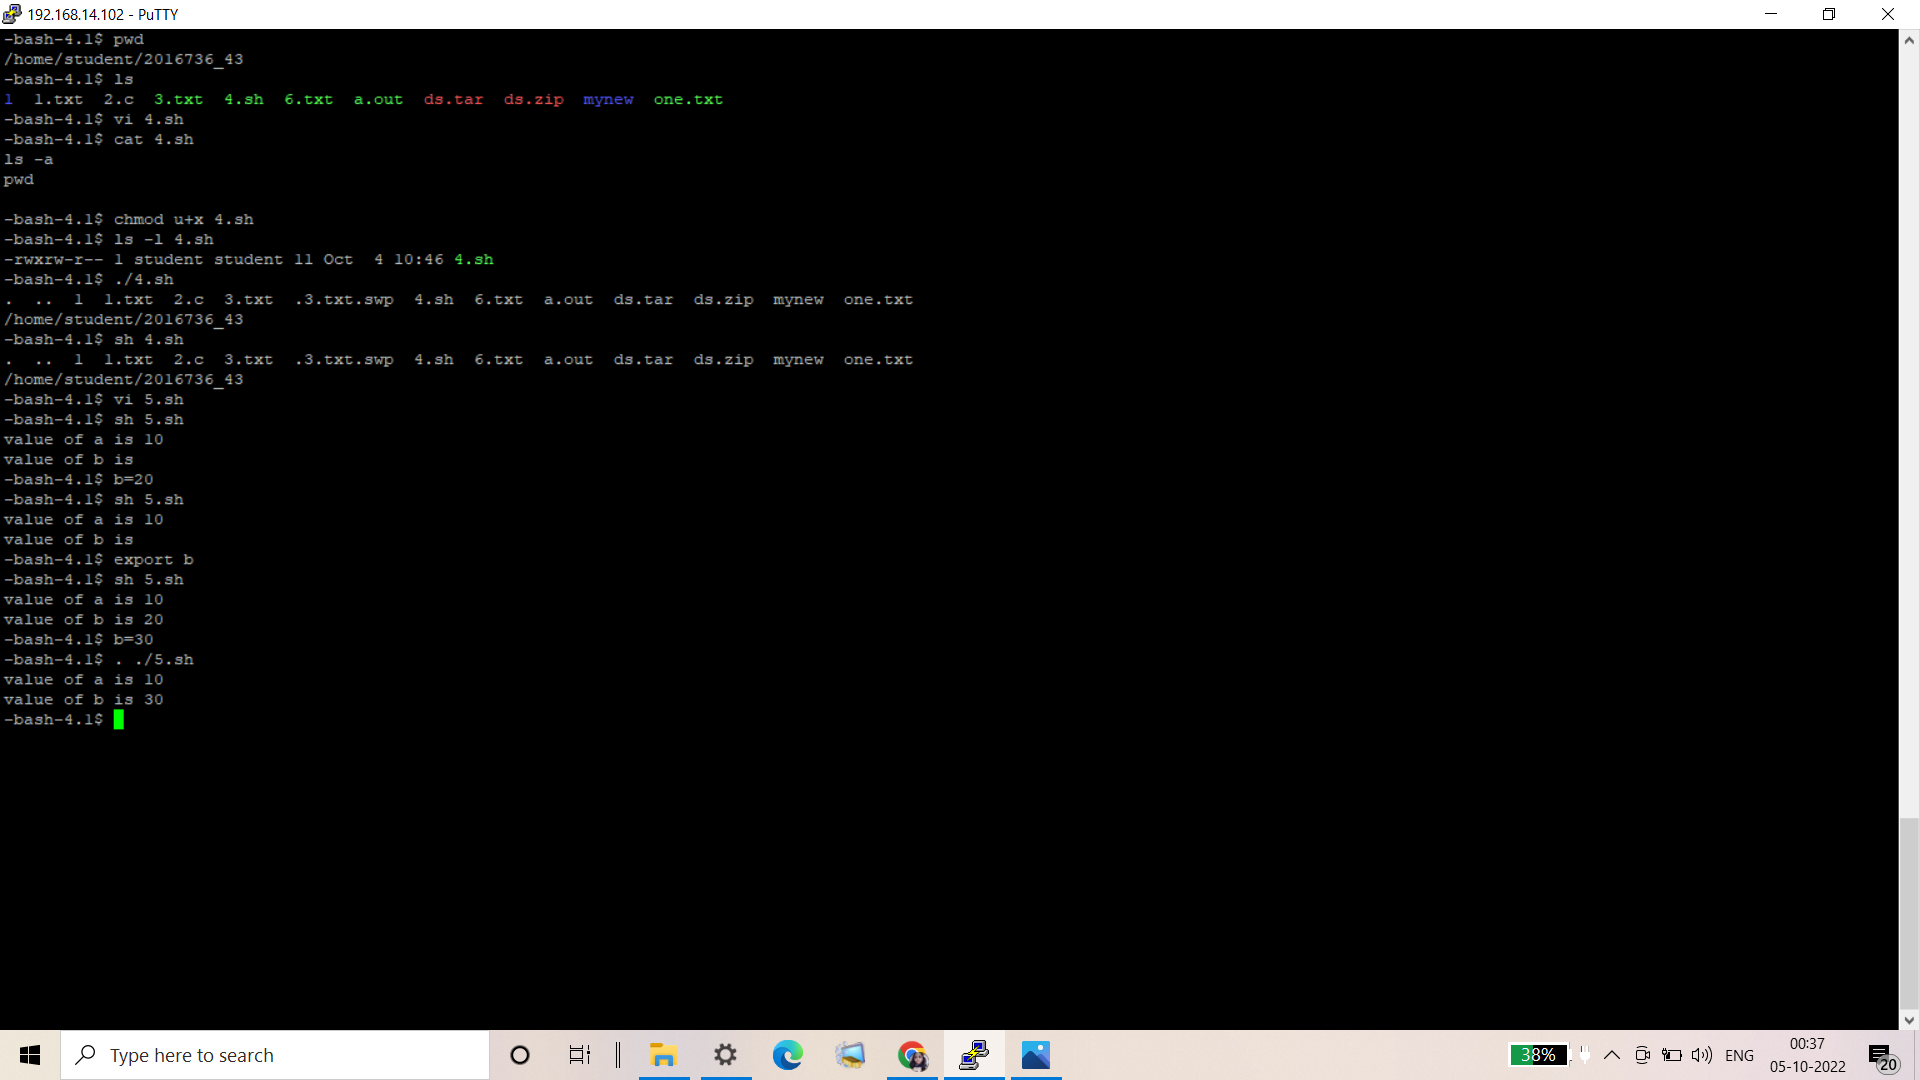 192.168.14.102 - PuTTY
-bash-4.1$ pwd
/home/student/2016736_43
-bash-4.1$ ls
1  1.txt  2.c  3.txt  4.sh  6.txt  a.out  ds.tar  ds.zip  mynew  one.txt
-bash-4.1$ vi 4.sh
-bash-4.1$ cat 4.sh
ls -a
pwd
-bash-4.1$ chmod u+x 4.sh
-bash-4.1$ ls -l 4.sh
-rwxrw-r-- 1 student student 11 Oct  4 10:46 4.sh
-bash-4.1$ ./4.sh
.  ..  1  1.txt  2.c  3.txt  .3.txt.swp  4.sh  6.txt  a.out  ds.tar  ds.zip  mynew  one.txt
/home/student/2016736_43
-bash-4.1$ sh 4.sh
.  ..  1  1.txt  2.c  3.txt  .3.txt.swp  4.sh  6.txt  a.out  ds.tar  ds.zip  mynew  one.txt
/home/student/2016736_43
-bash-4.1$ vi 5.sh
-bash-4.1$ sh 5.sh
value of a is 10
value of b is
-bash-4.1$ b=20
-bash-4.1$ sh 5.sh
value of a is 10
value of b is
-bash-4.1$ export b
-bash-4.1$ sh 5.sh
value of a is 10
value of b is 20
-bash-4.1$ b=30
-bash-4.1$ . ./5.sh
value of a is 10
value of b is 30
-bash-4.1$
Type here to search
38%
ENG
00:37
05-10-2022
20